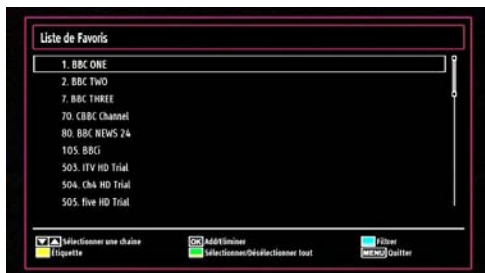 Liste de Favoris
1. BBC ONE
2. BBC TWO
7. BBC THREE
70. CBBC Channel
80. BBC NEWS 24
105. BBCi
503. ITV HD Trial
504. Ch4 HD Trial
505. five HD Trial
Sélectionner une chaîne OK Add/Eliminer Filtrer
Étiquette Sélectionner/Désélectionner tout MENU Quitter